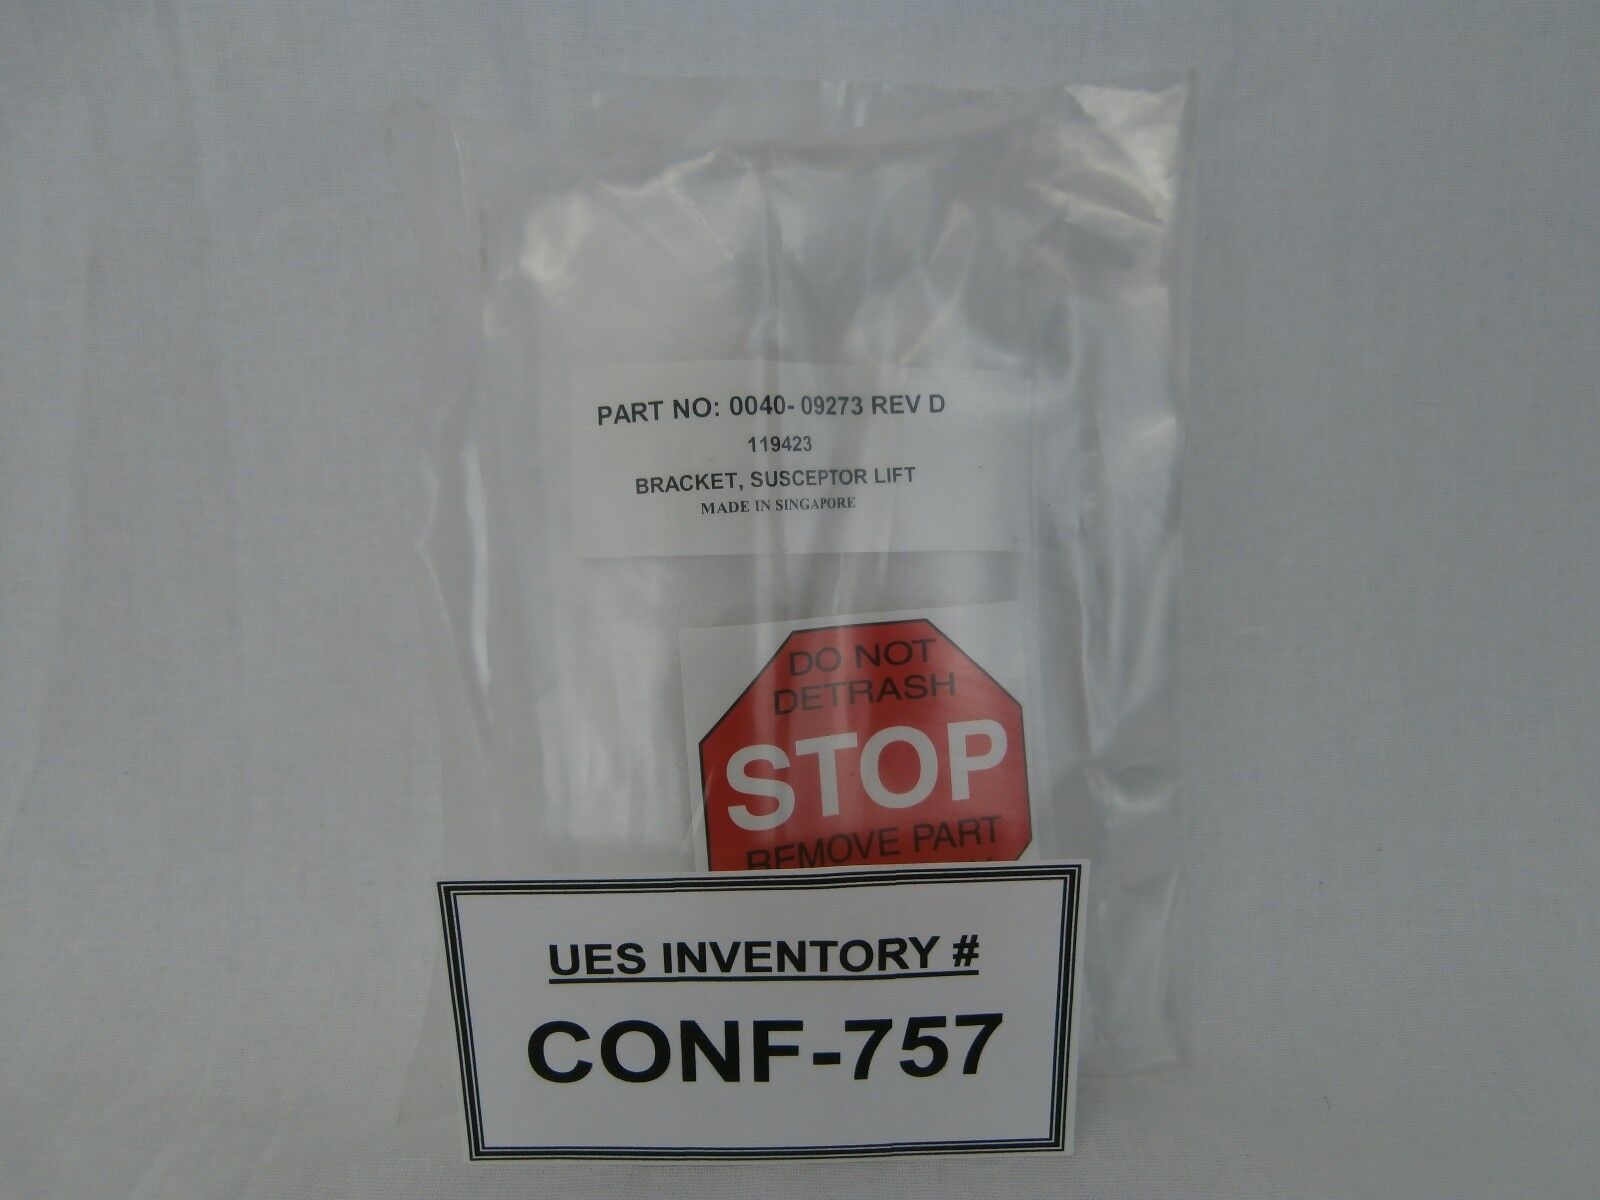 PART NO: 0040-09273 REV D
119423
BRACKET, SUSCEPTOR LIFT
MADE IN SINGAPORE
DO NOT
DETRASH
STOP
REMOVE PART
UES INVENTORY #
CONF-757